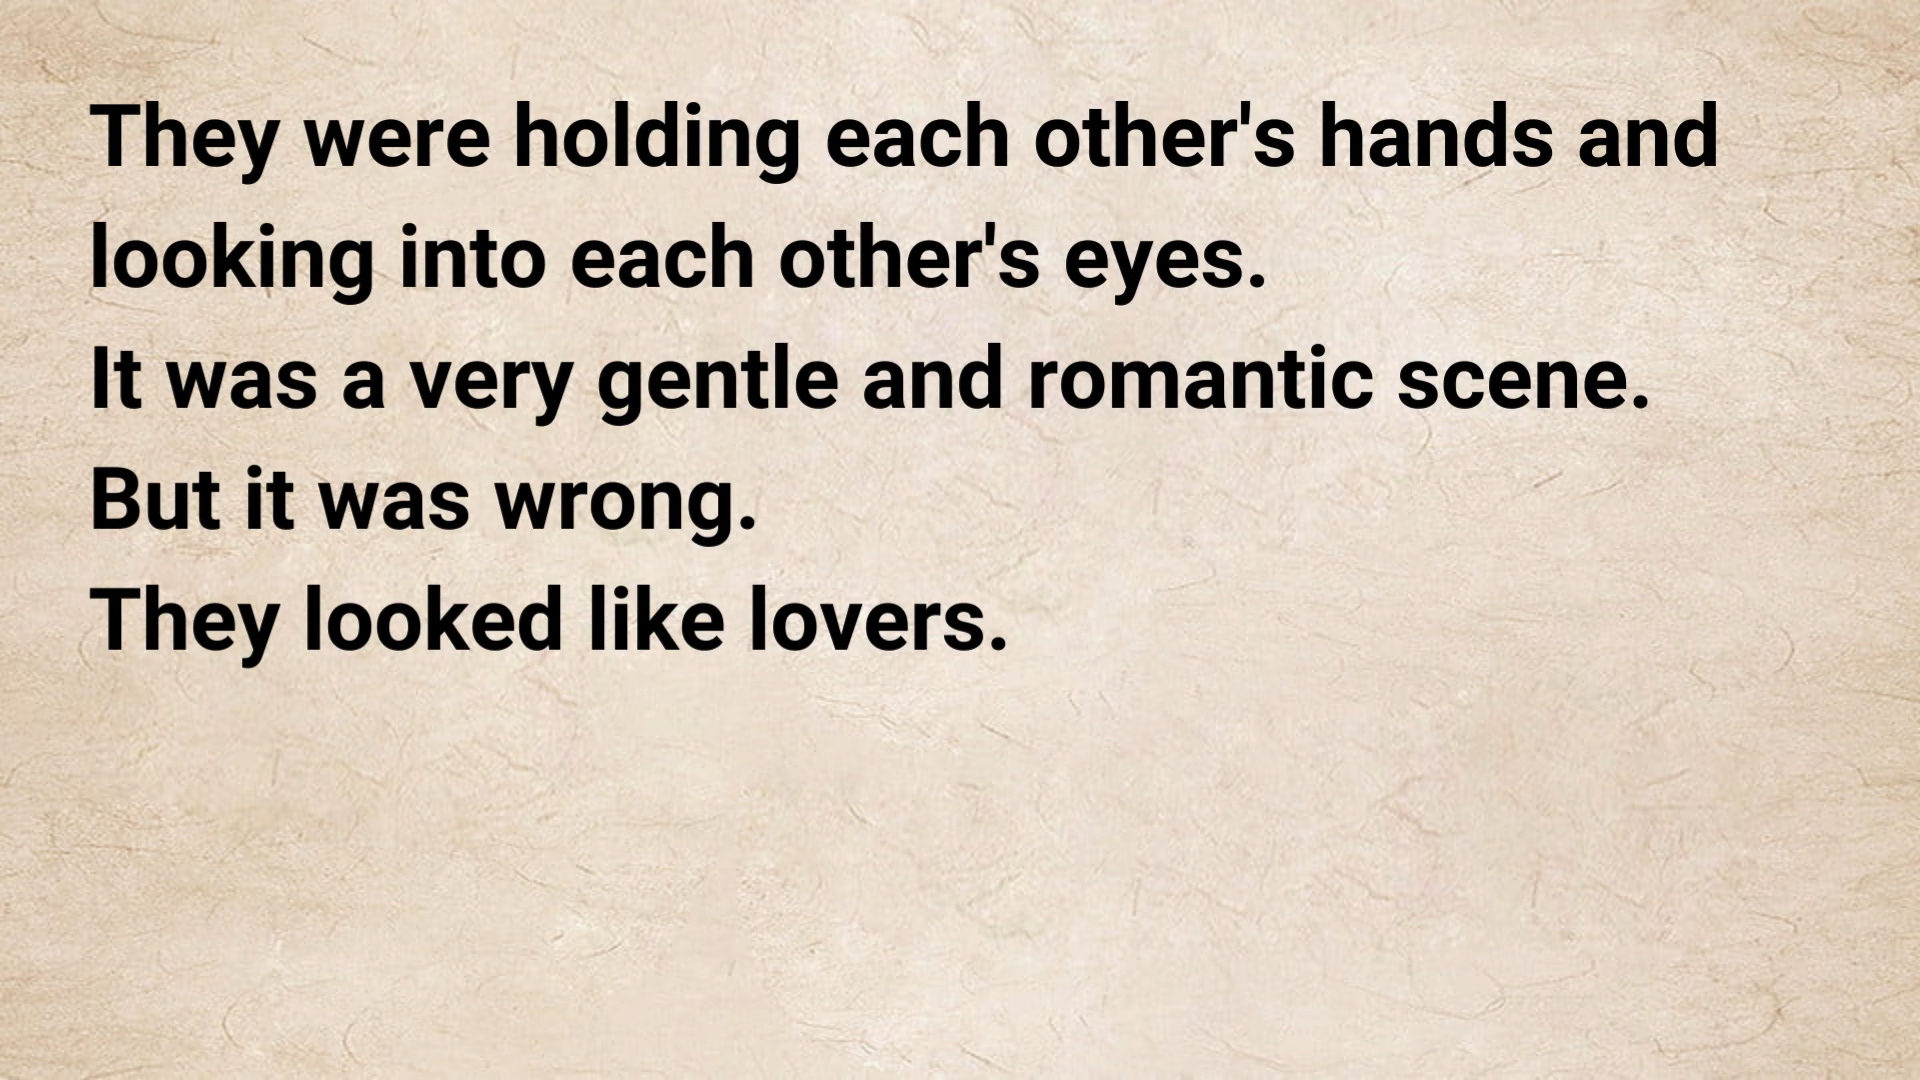 They were holding each other's hands and
looking into each other's eyes.
It was a very gentle and romantic scene.
But it was wrong.
They looked like lovers.